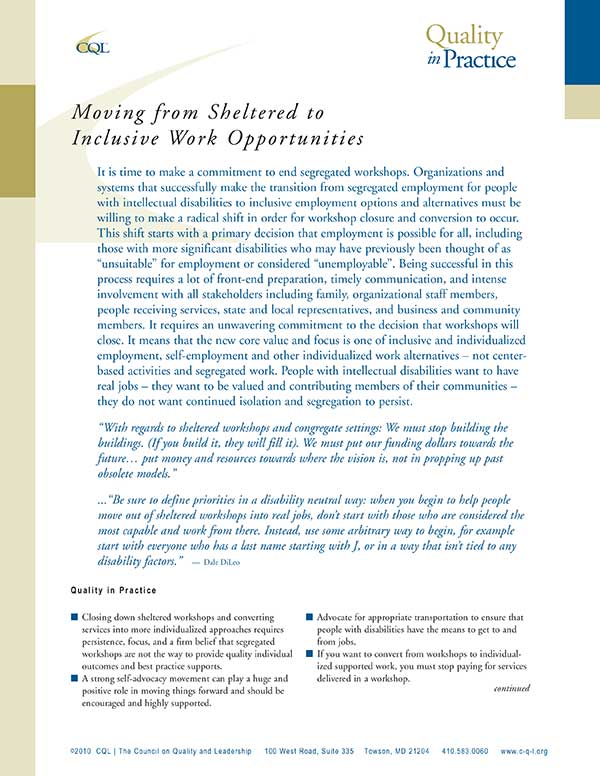 CQL
Quality
in Practice
Moving from Sheltered to
Inclusive Work Opportunities
It is time to make a commitment to end segregated workshops. Organizations and
systems that successfully make the transition from segregated employment for people
with intellectual disabilities to inclusive employment options and alternatives must be
willing to make a radical shift in order for workshop closure and conversion to occur.
This shift starts with a primary decision that employment is possible for all, including
those with more significant disabilities who may have previously been thought of as
“unsuitable” for employment or considered “unemployable”. Being successful in this
process requires a lot of front-end preparation, timely communication, and intense
involvement with all stakeholders including family, organizational staff members,
people receiving services, state and local representatives, and business and community
members. It requires an unwavering commitment to the decision that workshops will
close. It means that the new core value and focus is one of inclusive and individualized
employment, self-employment and other individualized work alternatives – not center-
based activities and segregated work. People with intellectual disabilities want to have
real jobs – they want to be valued and contributing members of their communities –
they do not want continued isolation and segregation to persist.
“With regards to sheltered workshops and congregate settings: We must stop building the
buildings. (If you build it, they will fill it). We must put our funding dollars towards the
future… put money and resources towards where the vision is, not in propping up past
obsolete models.”
...“Be sure to define priorities in a disability neutral way: when you begin to help people
move out of sheltered workshops into real jobs, don’t start with those who are considered the
most capable and work from there. Instead, use some arbitrary way to begin, for example
start with everyone who has a last name starting with J, or in a way that isn’t tied to any
disability factors.” — Dale DiLeo
Quality in Practice
■ Closing down sheltered workshops and converting
services into more individualized approaches requires
persistence, focus, and a firm belief that segregated
workshops are not the way to provide quality individual
outcomes and best practice supports.
■ A strong self-advocacy movement can play a huge and
positive role in moving things forward and should be
encouraged and highly supported.
■ Advocate for appropriate transportation to ensure that
people with disabilities have the means to get to and
from jobs.
■ If you want to convert from workshops to individual-
ized supported work, you must stop paying for services
delivered in a workshop.
continued
©2010 CQL | The Council on Quality and Leadership 100 West Road, Suite 335 Towson, MD 21204 410.583.0060 www.c-q-l.org